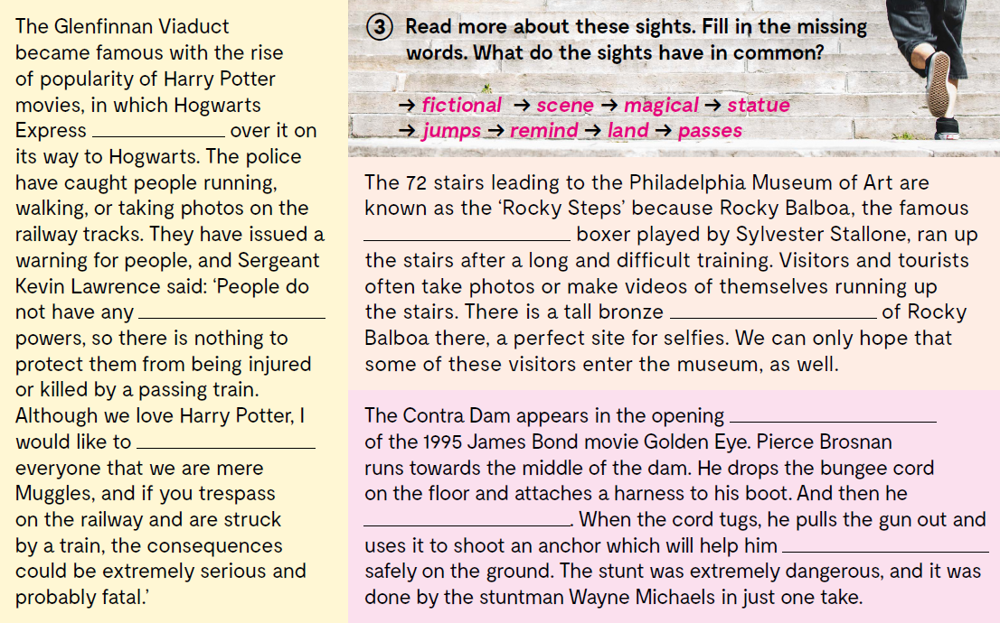 The Glenfinnan Viaduct
became famous with the rise
of popularity of Harry Potter
movies, in which Hogwarts
Express ____________ over it on
its way to Hogwarts. The police
have caught people running,
walking, or taking photos on the
railway tracks. They have issued a
warning for people, and Sergeant
Kevin Lawrence said: ‘People do
not have any ____________
powers, so there is nothing to
protect them from being injured
or killed by a passing train.
Although we love Harry Potter, I
would like to ____________
everyone that we are mere
Muggles, and if you trespass
on the railway and are struck
by a train, the consequences
could be extremely serious and
probably fatal.’
3 Read more about these sights. Fill in the missing
words. What do the sights have in common?
→ fictional → scene → magical → statue
→ jumps → remind → land → passes
The 72 stairs leading to the Philadelphia Museum of Art are
known as the ‘Rocky Steps’ because Rocky Balboa, the famous
____________ boxer played by Sylvester Stallone, ran up
the stairs after a long and difficult training. Visitors and tourists
often take photos or make videos of themselves running up
the stairs. There is a tall bronze ____________ of Rocky
Balboa there, a perfect site for selfies. We can only hope that
some of these visitors enter the museum, as well.
The Contra Dam appears in the opening ____________
of the 1995 James Bond movie Golden Eye. Pierce Brosnan
runs towards the middle of the dam. He drops the bungee cord
on the floor and attaches a harness to his boot. And then he
____________. When the cord tugs, he pulls the gun out and
uses it to shoot an anchor which will help him ____________
safely on the ground. The stunt was extremely dangerous, and it was
done by the stuntman Wayne Michaels in just one take.